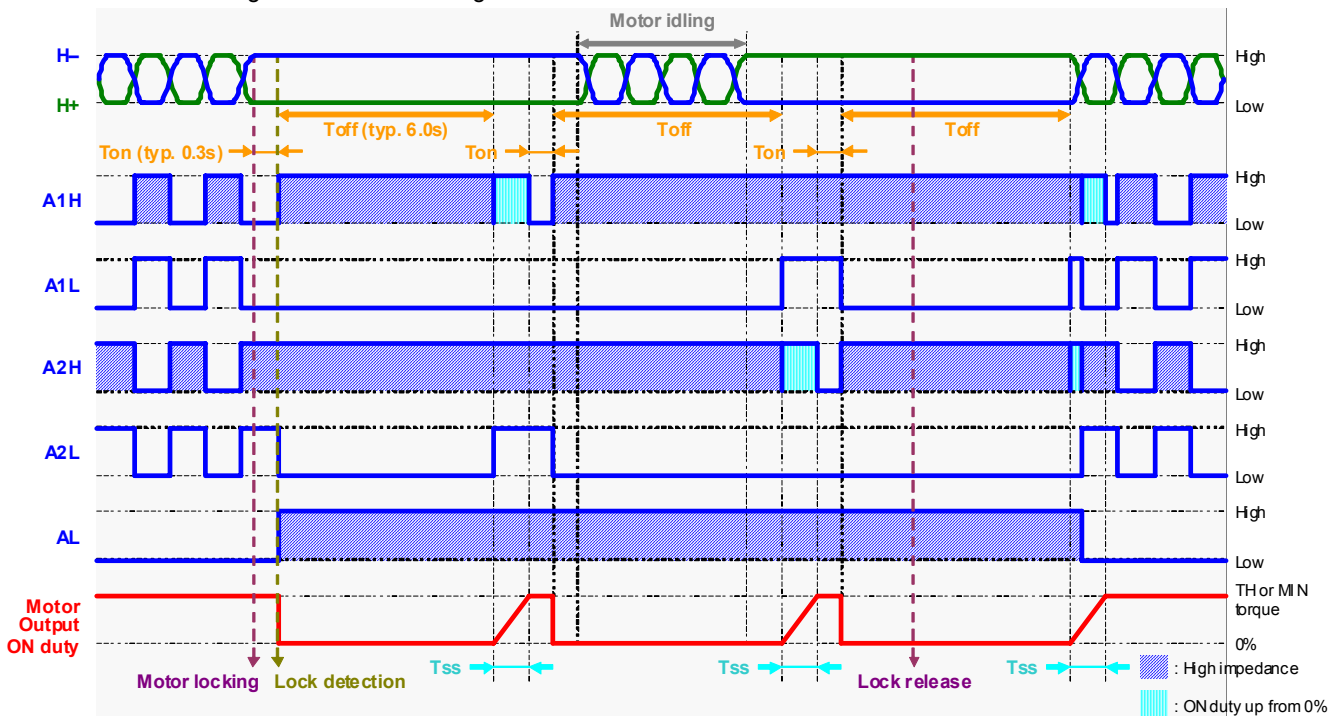 Motor idling
H–
High
H+
Low
Toff (typ. 6.0s)
Toff
Toff
Ton (typ. 0.3s)
Ton
Ton
A1H
High
Low
A1L
High
Low
A2H
High
Low
A2L
High
Low
AL
High
Low
Motor
Output
ON duty
TH or MIN
torque
0%
Tss
Tss
Tss
Motor locking
Lock detection
Lock release
: High impedance
: ON duty up from 0%